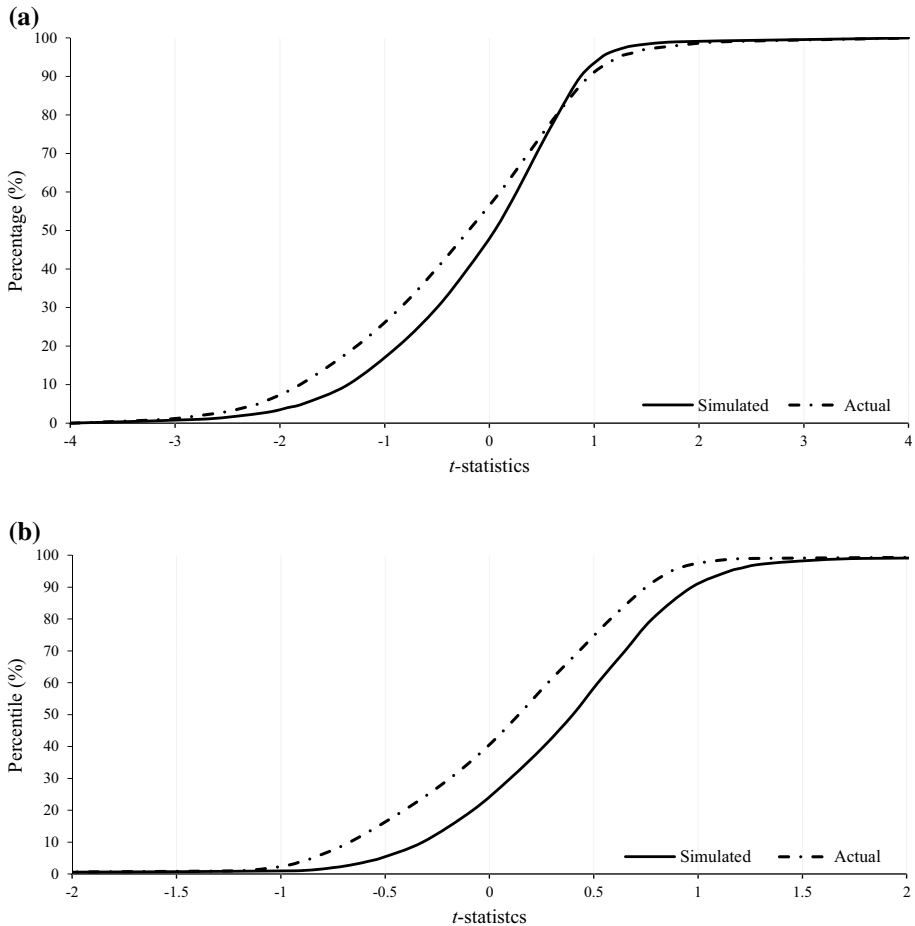 (a)
100
90
80
70
60
50
40
30
20
10
0
Percentage (%)
-4 -3 -2 -1 0 1 2 3 4
t-statistics
Simulated Actual
(b)
100
90
80
70
60
50
40
30
20
10
0
Percentile (%)
-2 -1.5 -1 -0.5 0 0.5 1 1.5 2
t-statistcs
Simulated Actual